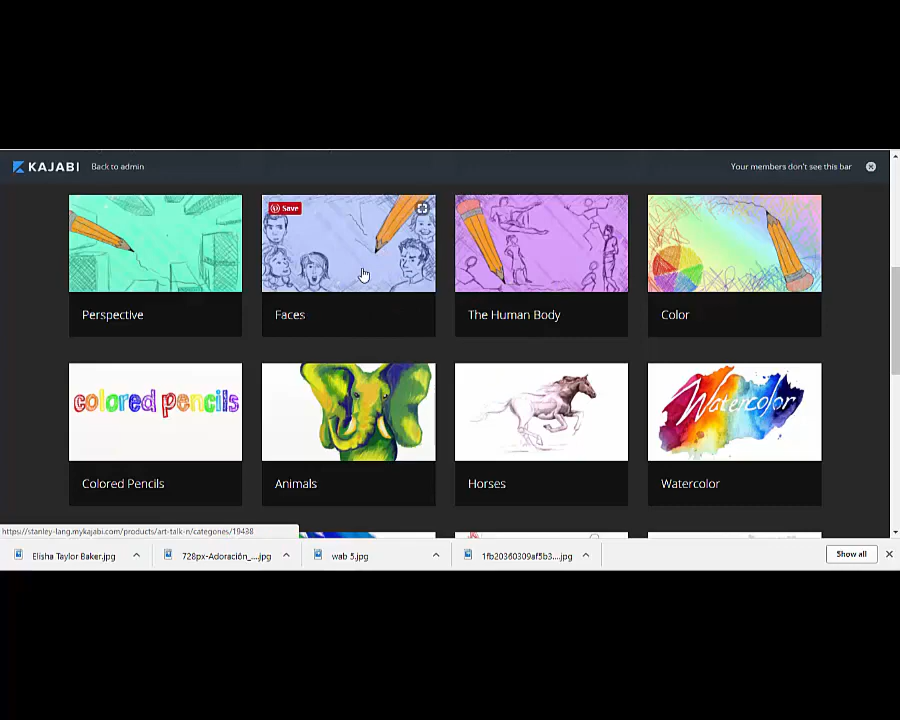 KAJABI Back to admin Your members don't see this bar
Save
Perspective Faces The Human Body Color
colored pencils Watercolor
Colored Pencils Animals Horses Watercolor
https://stanley-lang.mykajabi.com/products/art-talk-n/categories/19438
Elisha Taylor Baker.jpg 728px-Adoración_....jpg wab 5.jpg 1fb20360309af5b3....jpg Show all